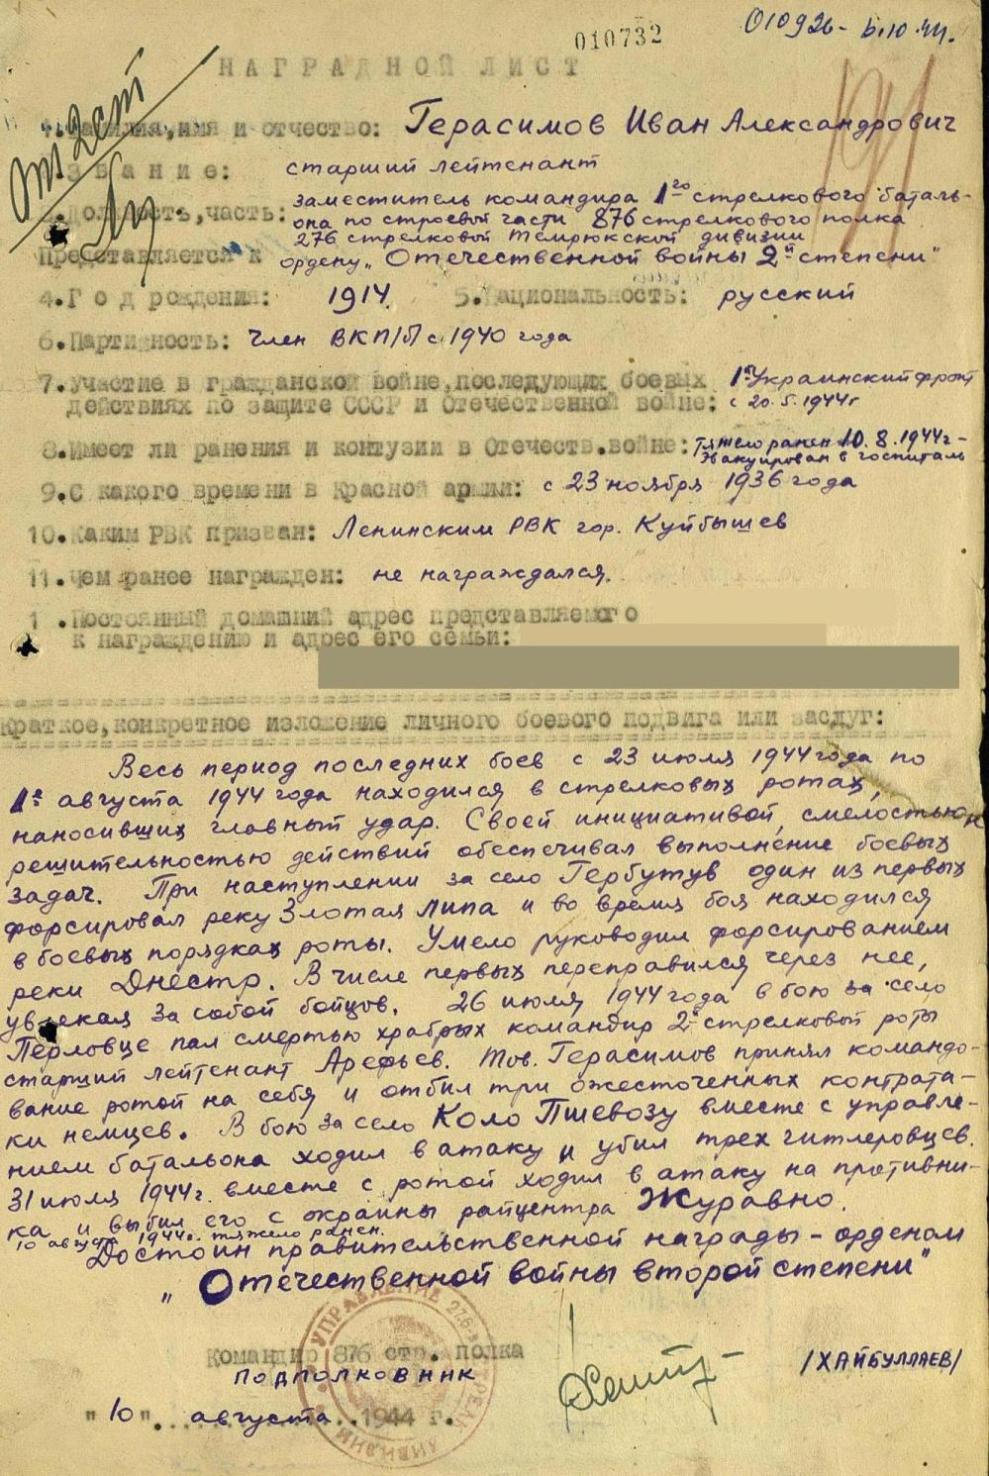 010926 - 6.10.44.
010732
НАГРАДНОЙ ЛИСТ
1. Фамилия, имя и отчество: Герасимов Иван Александрович
2. Звание: старший лейтенант
3. Должность, часть: заместитель командира 1го стрелкового баталь-
она по строевой части 876 стрелкового полка
276 стрелковой Темрюкской дивизии
Представляется к ордену „Отечественной войны 2й степени"
4. Год рождения: 1914. 5. Национальность: русский
6. Партийность: Член ВКП/б/ с 1940 года
7. Участие в гражданской войне, последующих боевых 1й Украинский фронт
действиях по защите СССР и Отечественной войне: с 20.5.1944г
8. Имеет ли ранения и контузии в Отечеств. войне: Тяжело ранен 10.8.1944г -
Эвакуирован в госпиталь
9. С какого времени в Красной армии: с 23 ноября 1936 года
10. Каким РВК призван: Ленинским РВК гор. Куйбышев
11. Чем ранее награжден: не награждался.
1 . Постоянный домашний адрес представляемого
к награждению и адрес его семьи:
Краткое, конкретное изложение личного боевого подвига или заслуг:
Весь период последних боев с 23 июля 1944 года по
1е августа 1944 года находился в стрелковых ротах,
наносивших главный удар. Своей инициативой, смелостью и
решительностью действий обеспечивал выполнение боевых
задач. При наступлении за село Гербутув один из первых
форсировал реку Злотая Липа и во время боя находился
в боевых порядках роты. Умело руководил форсированием
реки Днестр. В числе первых переправился через нее,
увлекая за собой бойцов. 26 июля 1944 года в бою за село
Перловце пал смертью храбрых командир 2й стрелковой роты
старший лейтенант Арефьев. Тов. Герасимов принял командо-
вание ротой на себя и отбил три ожесточенных контрата-
ки немцев. В бою за село Коло Пшевозу вместе с управле-
нием батальона ходил в атаку и убил трех гитлеровцев.
31 июля 1944г. вместе с ротой ходил в атаку на противни-
ка и выбил его с окраины райцентра Журавно.
10 августа 1944г. тяжело ранен.
Достоин правительственной награды - орденом
„Отечественной войны второй степени"
Командир 876 стр. полка
подполковник /ХАЙБУЛЛАЕВ/
"10" августа 1944 г.